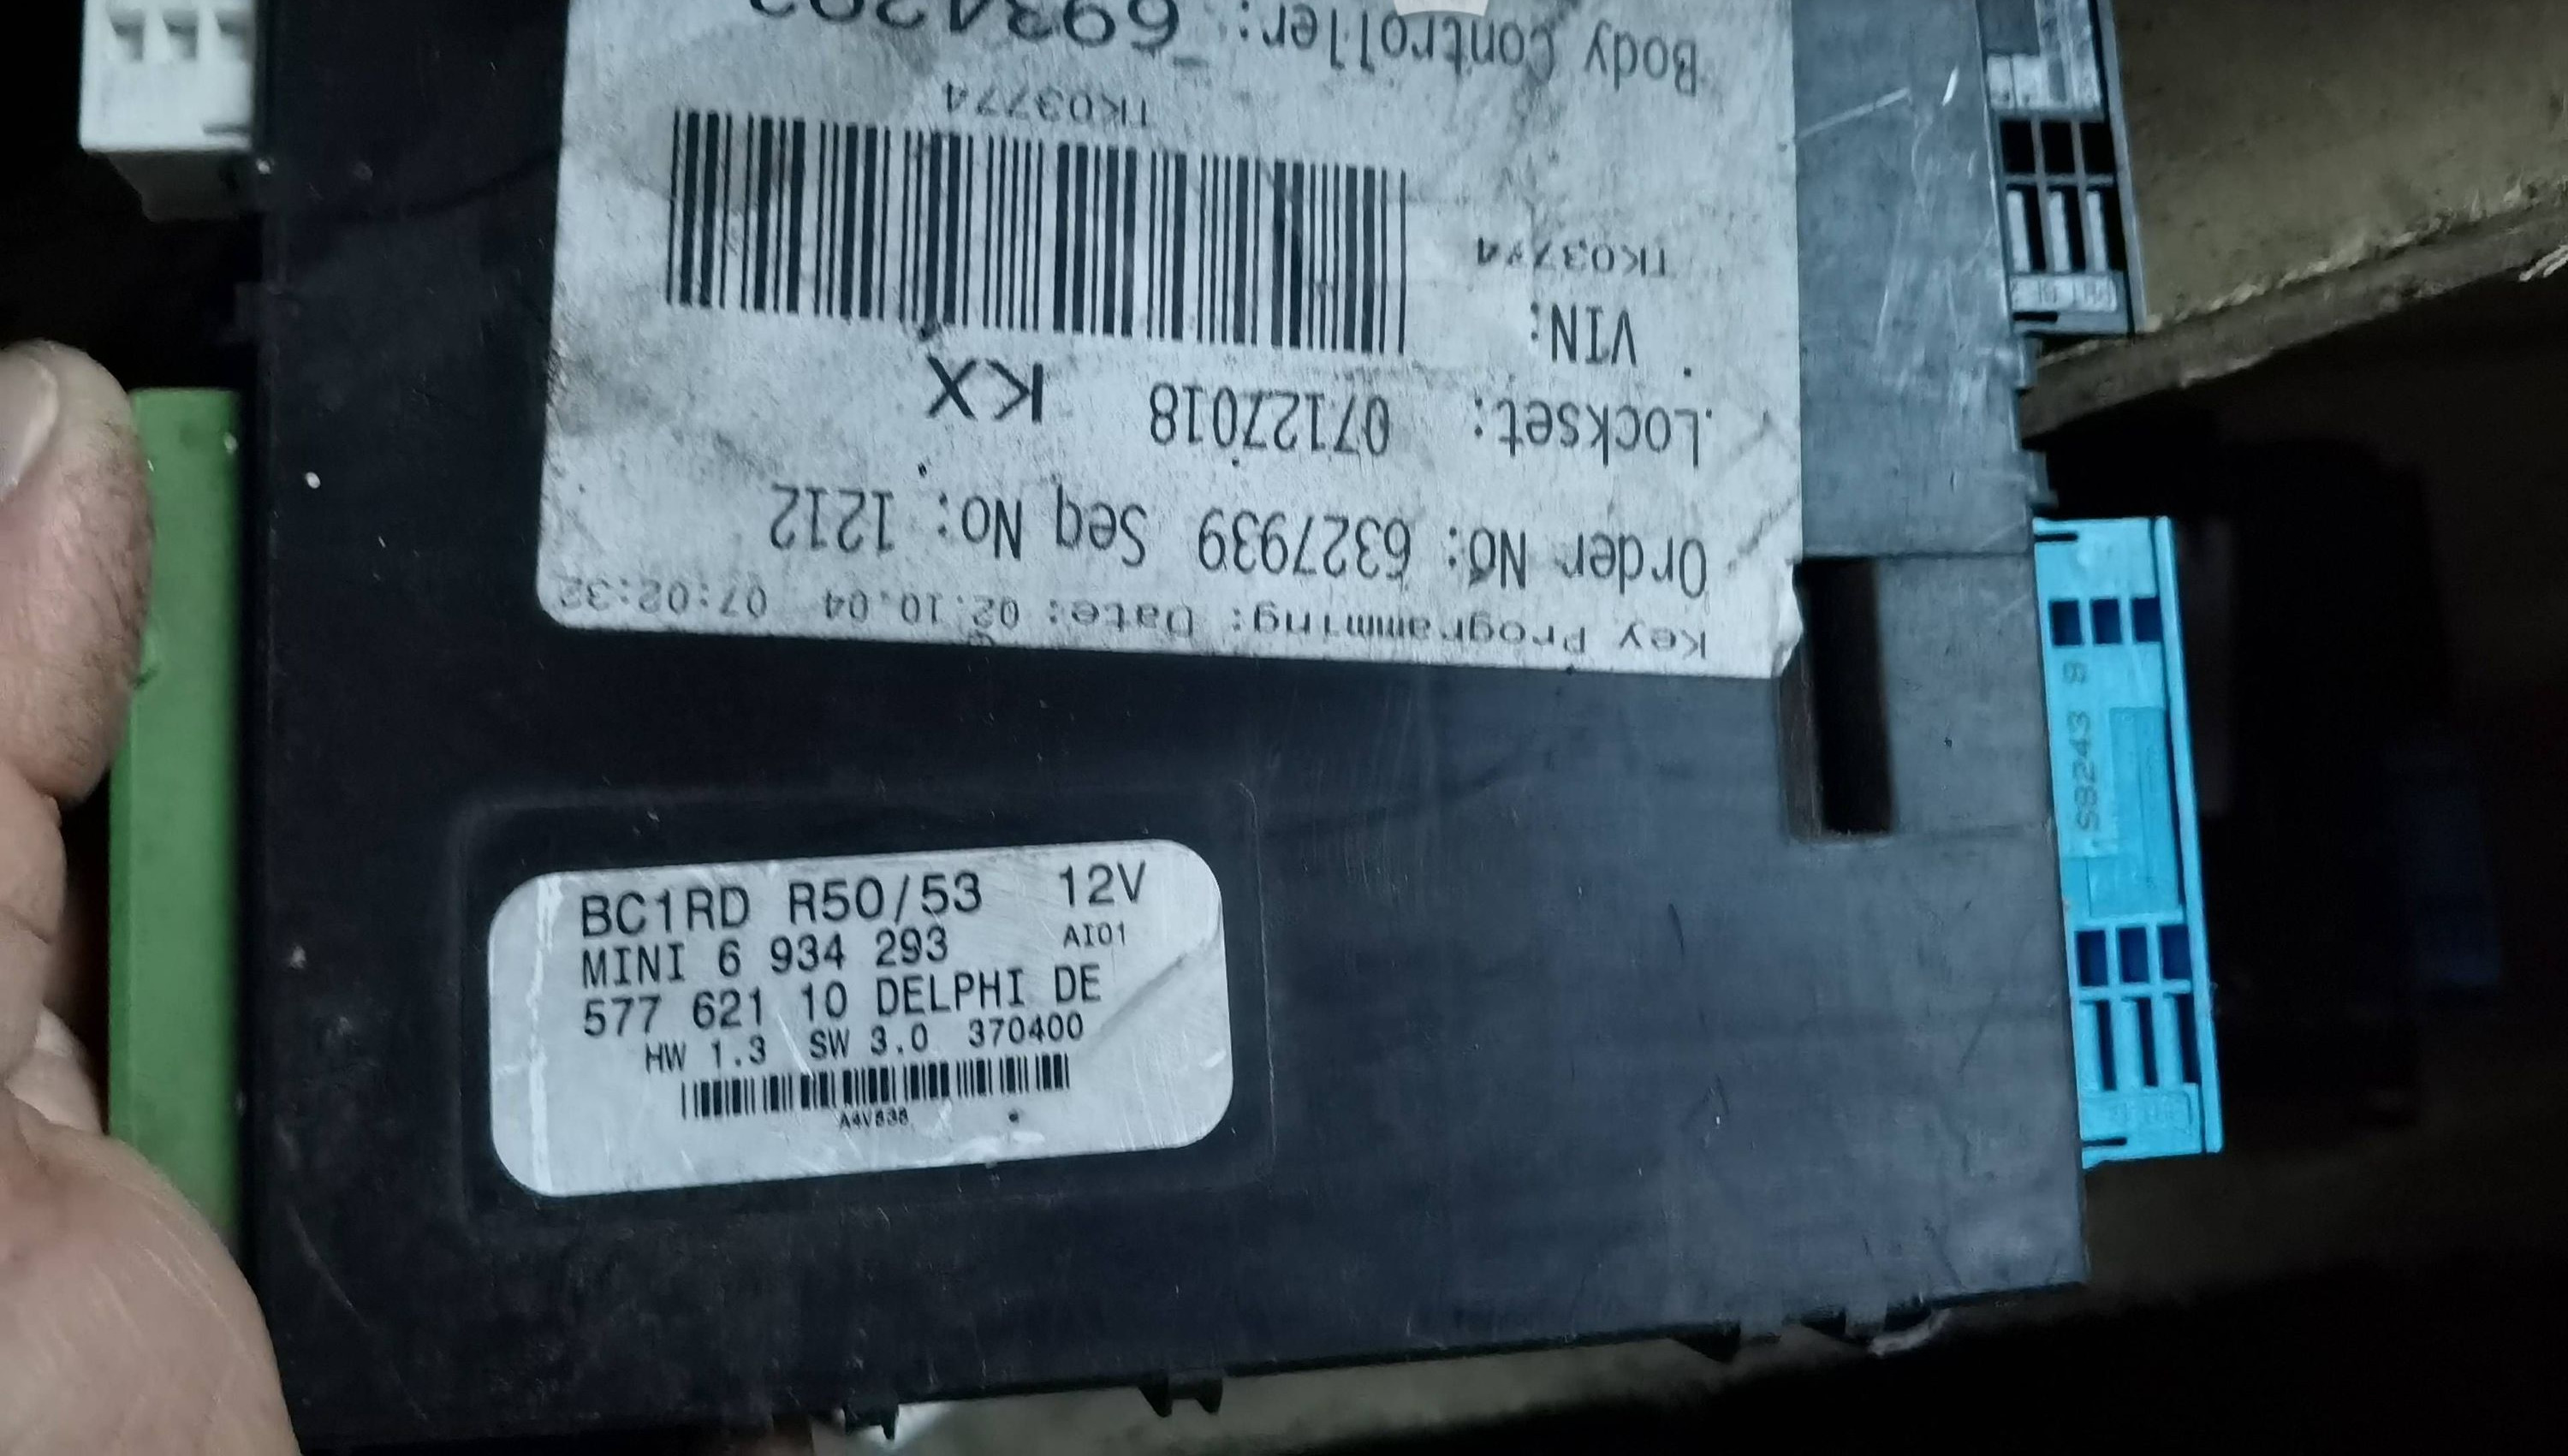 Key Programming: Date: 02.10.04 07:02:32
Order No: 6327939 Seq No: 1212
Lockset: 07127018 KX
VIN:
TK03774
TK03774
Body Controller: 6934293
BC1RD R50/53 12V
MINI 6 934 293 AI01
577 621 10 DELPHI DE
HW 1.3 SW 3.0 370400
S8243